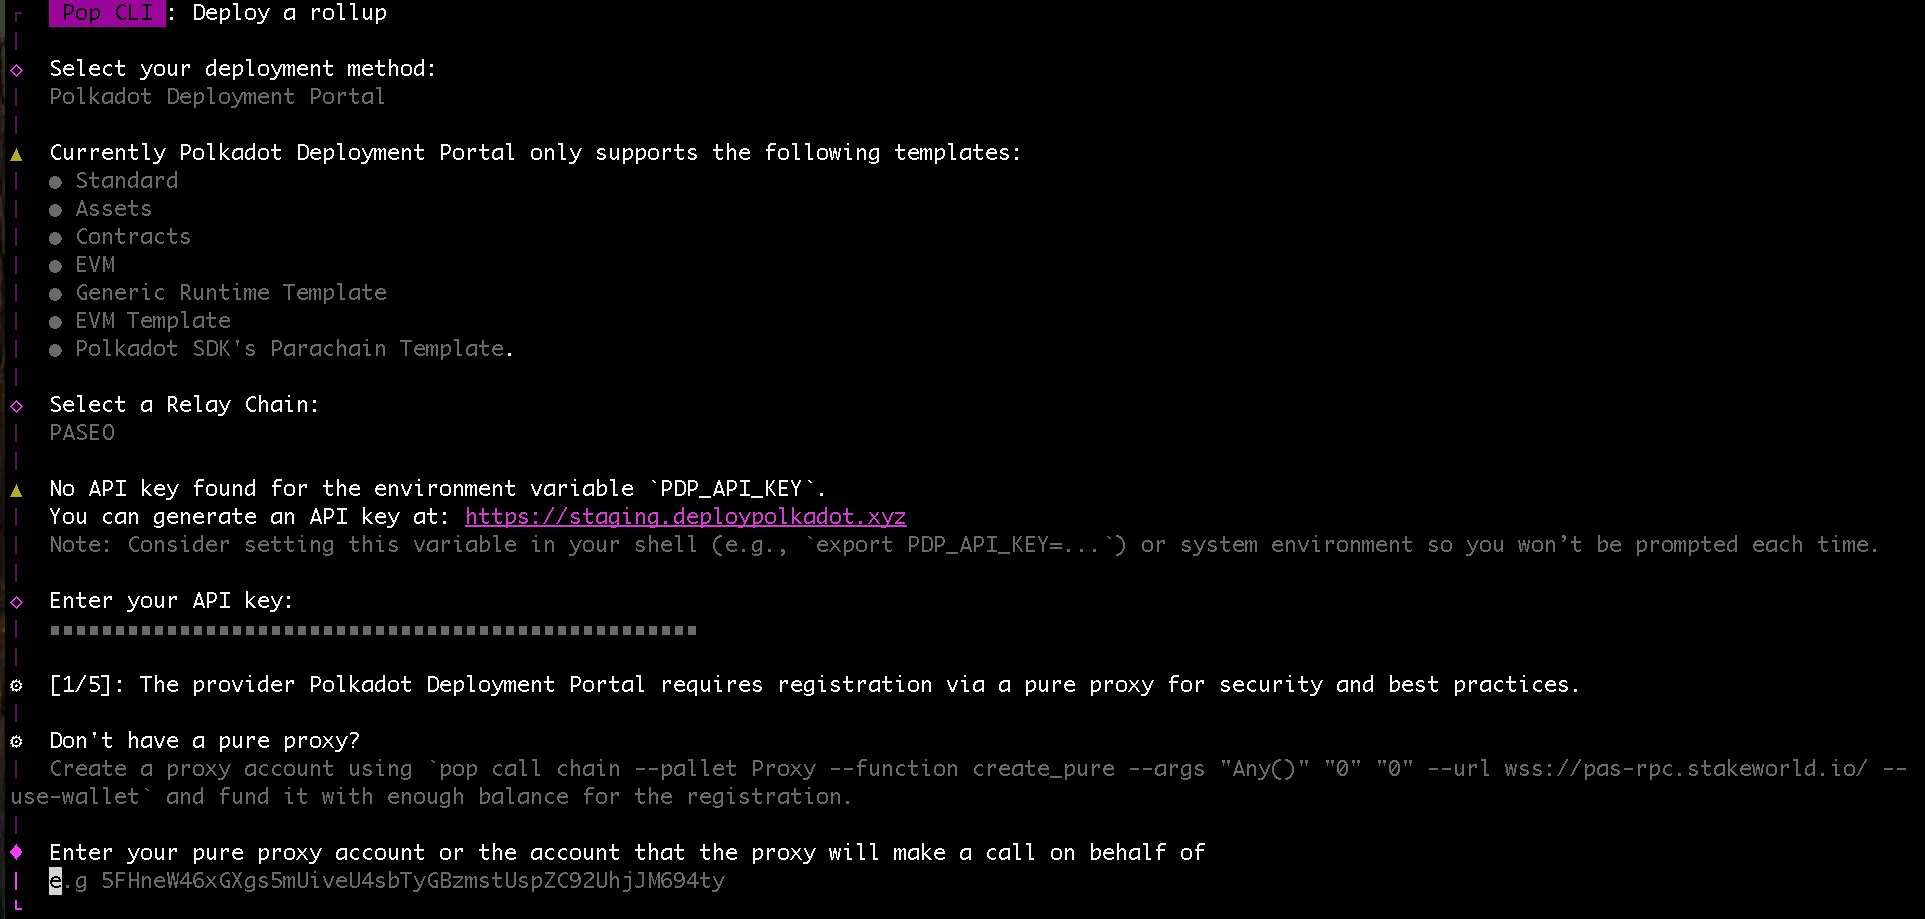 Pop CLI : Deploy a rollup
Select your deployment method:
Polkadot Deployment Portal
Currently Polkadot Deployment Portal only supports the following templates:
● Standard
● Assets
● Contracts
● EVM
● Generic Runtime Template
● EVM Template
● Polkadot SDK's Parachain Template.
Select a Relay Chain:
PASEO
No API key found for the environment variable `PDP_API_KEY`.
You can generate an API key at: https://staging.deploypolkadot.xyz
Note: Consider setting this variable in your shell (e.g., `export PDP_API_KEY=...`) or system environment so you won’t be prompted each time.
Enter your API key:
[1/5]: The provider Polkadot Deployment Portal requires registration via a pure proxy for security and best practices.
Don't have a pure proxy?
Create a proxy account using `pop call chain --pallet Proxy --function create_pure --args "Any()" "0" "0" --url wss://pas-rpc.stakeworld.io/ --
use-wallet` and fund it with enough balance for the registration.
Enter your pure proxy account or the account that the proxy will make a call on behalf of
e.g 5FHneW46xGXgs5mUiveU4sbTyGBzmstUspZC92UhjJM694ty